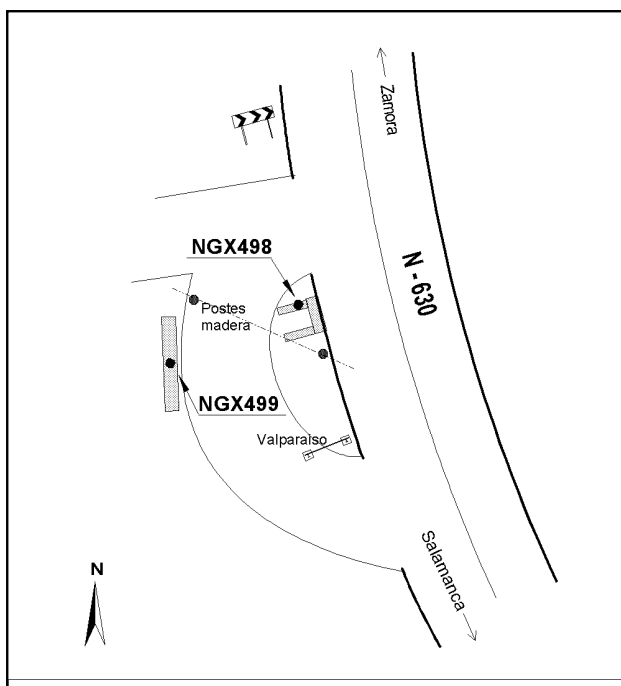 Zamora
NGX498
N - 630
Postes
madera
NGX499
Valparaiso
Salamanca
N